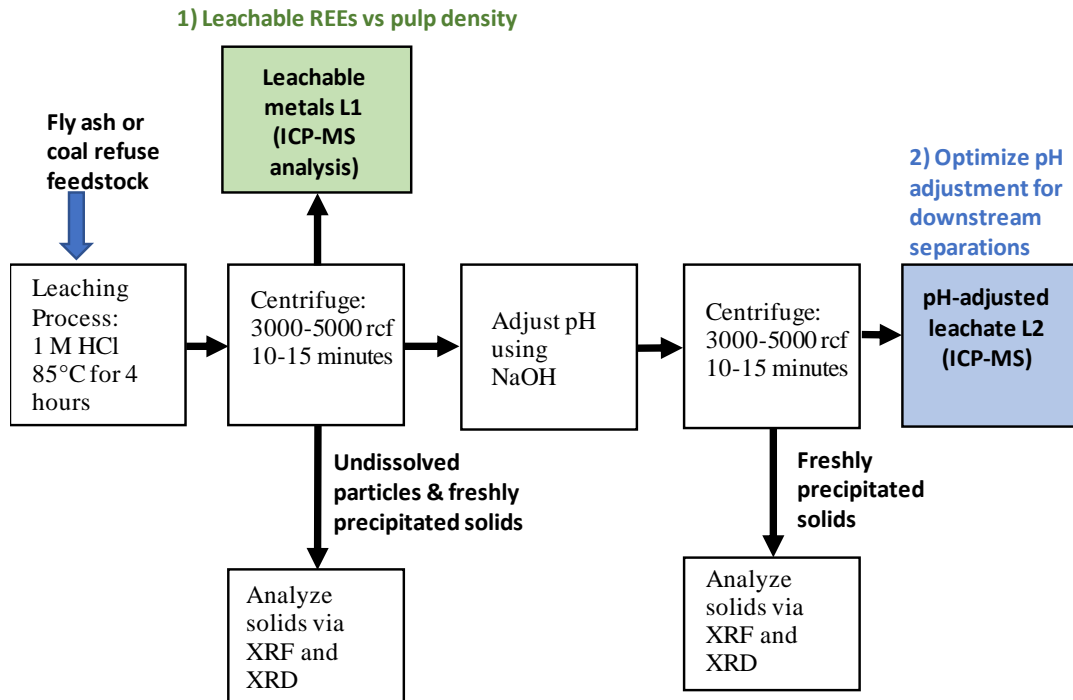 1) Leachable REEs vs pulp density
Leachable
metals L1
(ICP-MS
analysis)
Fly ash or
coal refuse
feedstock
2) Optimize pH
adjustment for
downstream
separations
Leaching
Process:
1 M HCl
85°C for 4
hours
Centrifuge:
3000-5000 rcf
10-15 minutes
Adjust pH
using
NaOH
Centrifuge:
3000-5000 rcf
10-15 minutes
pH-adjusted
leachate L2
(ICP-MS)
Undissolved
particles & freshly
precipitated solids
Freshly
precipitated
solids
Analyze
solids via
XRF and
XRD
Analyze
solids via
XRF and
XRD